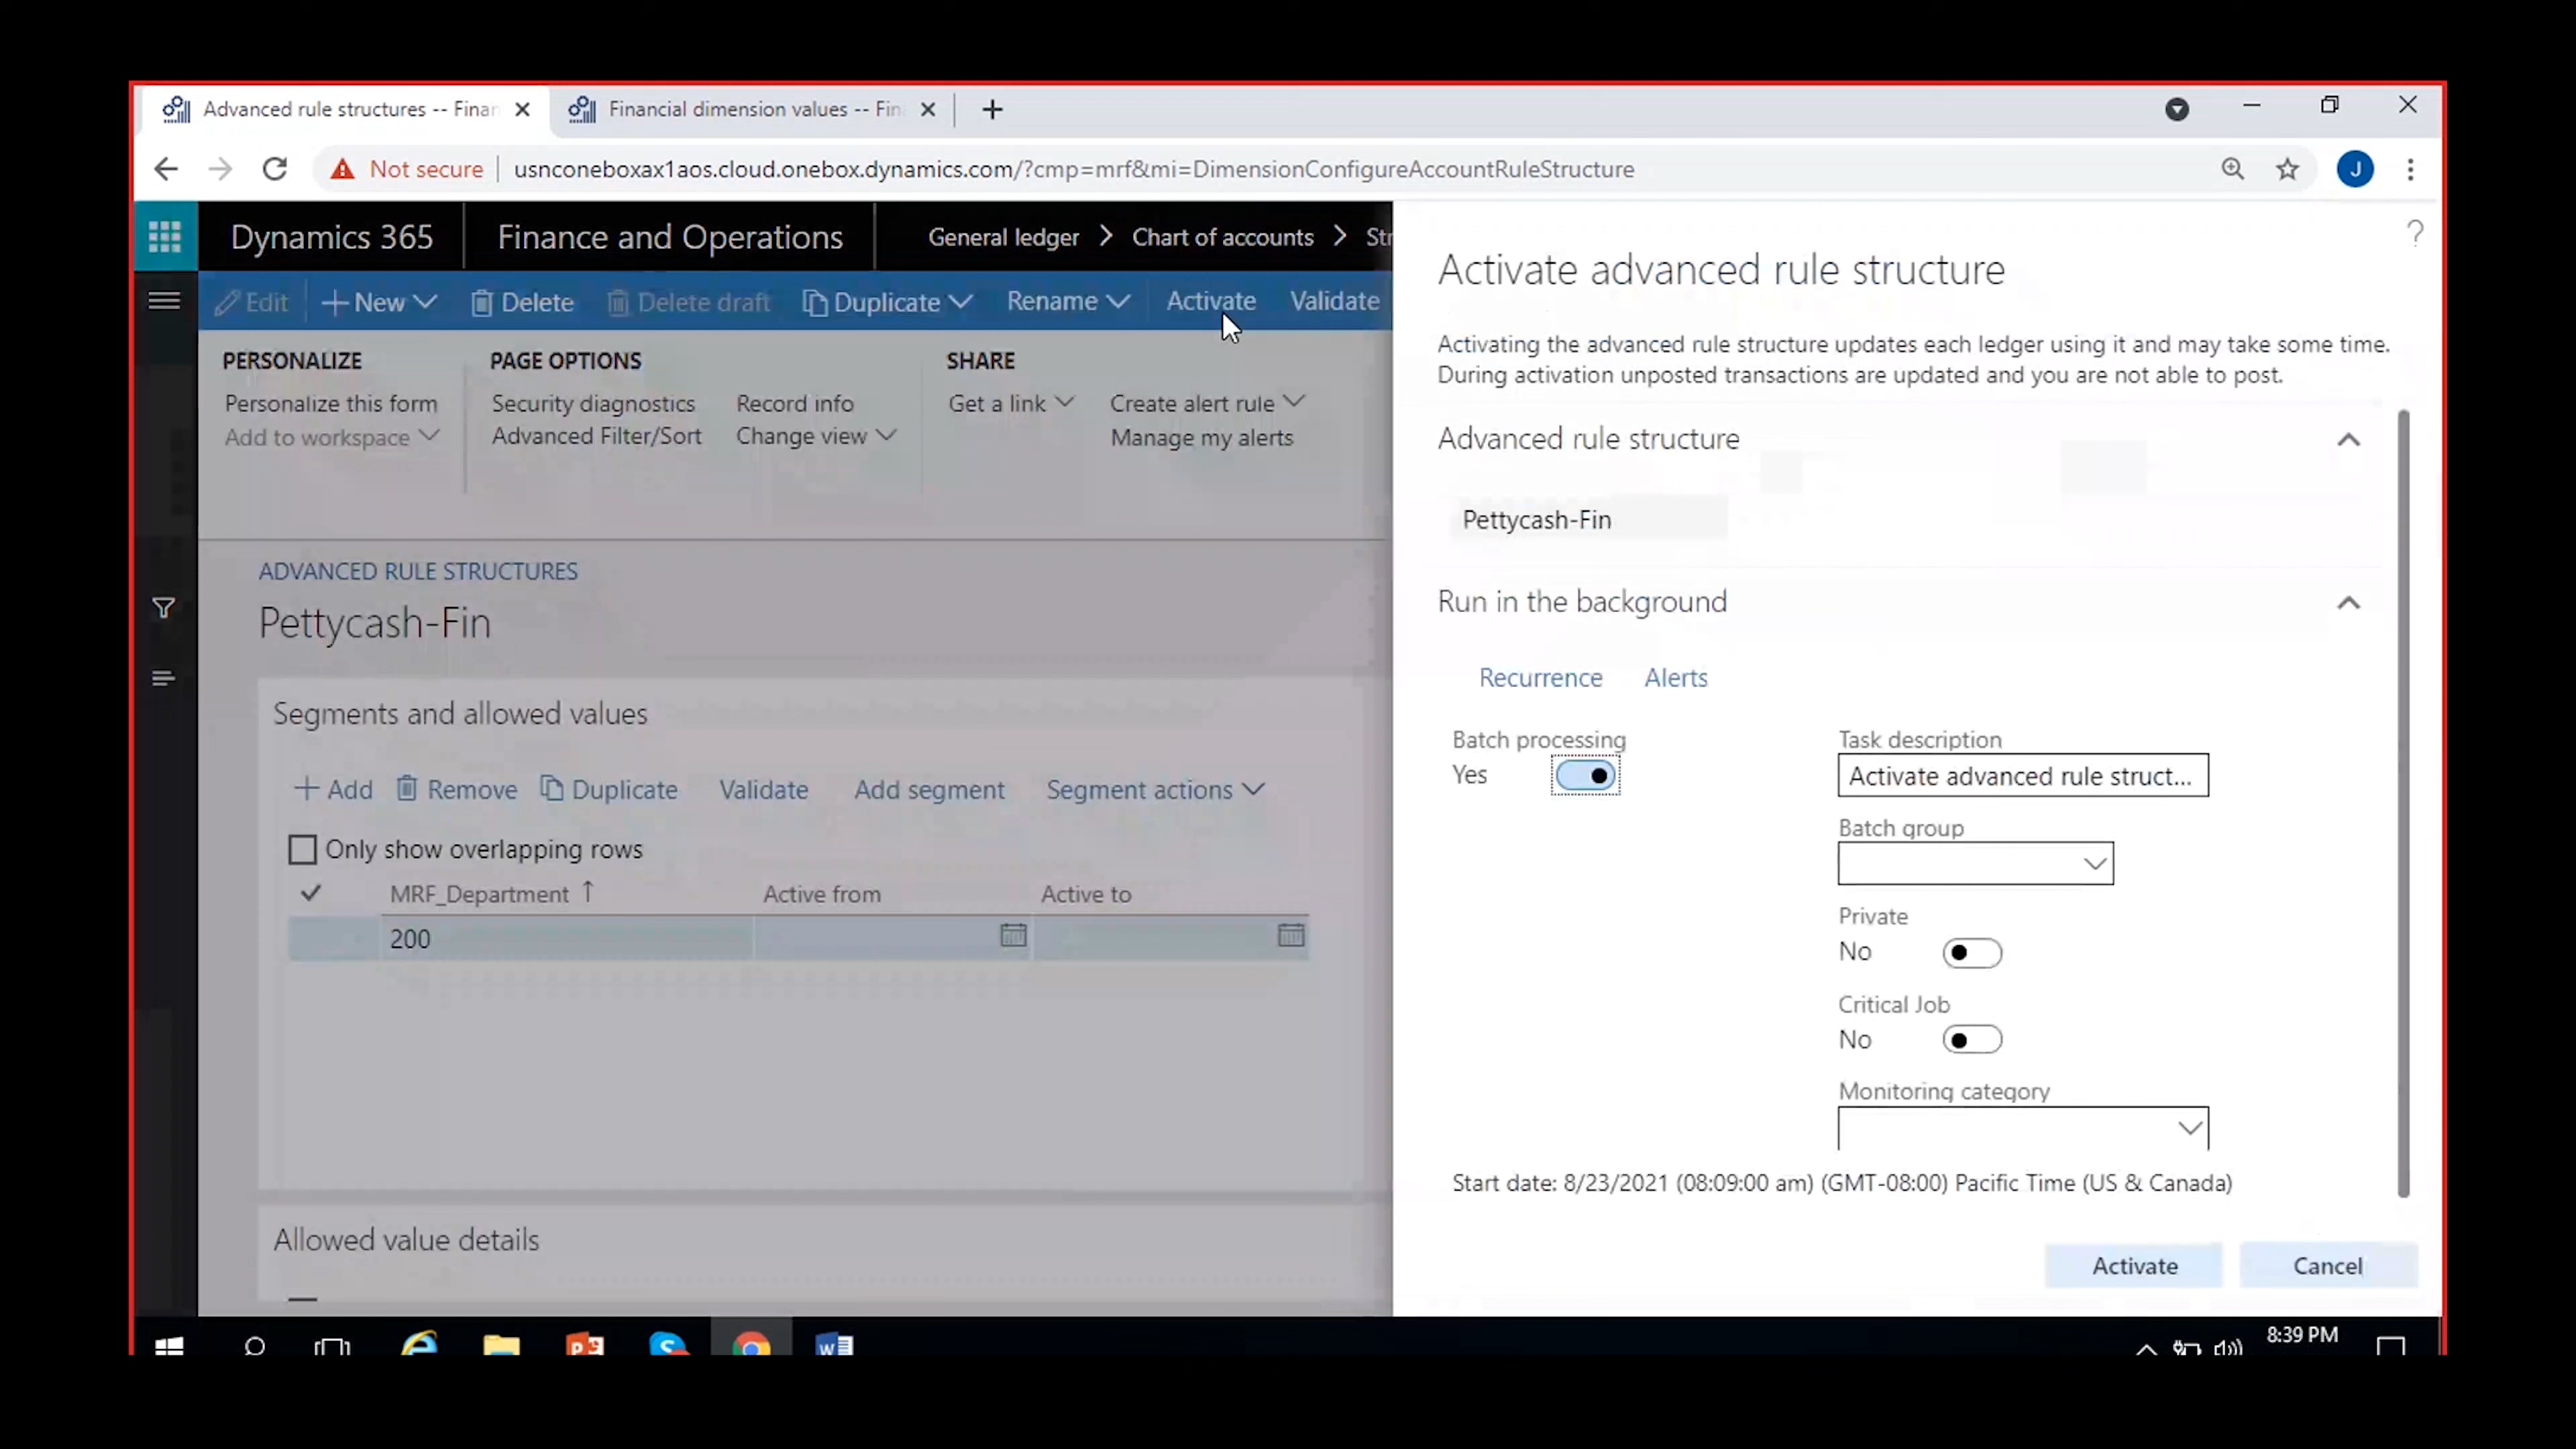 Advanced rule structures -- Finan
Financial dimension values -- Fin
Not secure
usnconeboxax1aos.cloud.onebox.dynamics.com/?cmp=mrf&mi=DimensionConfigureAccountRuleStructure
J
Dynamics 365
Finance and Operations
General ledger > Chart of accounts > Str
Edit
New
Delete
Delete draft
Duplicate
Rename
Activate
Validate
PERSONALIZE
Personalize this form
Add to workspace
PAGE OPTIONS
Security diagnostics
Record info
Advanced Filter/Sort
Change view
SHARE
Get a link
Create alert rule
Manage my alerts
ADVANCED RULE STRUCTURES
Pettycash-Fin
Segments and allowed values
Add
Remove
Duplicate
Validate
Add segment
Segment actions
Only show overlapping rows
MRF_Department
Active from
Active to
200
Allowed value details
?
Activate advanced rule structure
Activating the advanced rule structure updates each ledger using it and may take some time.
During activation unposted transactions are updated and you are not able to post.
Advanced rule structure
Pettycash-Fin
Run in the background
Recurrence
Alerts
Batch processing
Yes
Task description
Activate advanced rule struct...
Batch group
Private
No
Critical Job
No
Monitoring category
Start date: 8/23/2021 (08:09:00 am) (GMT-08:00) Pacific Time (US & Canada)
Activate
Cancel
8:39 PM